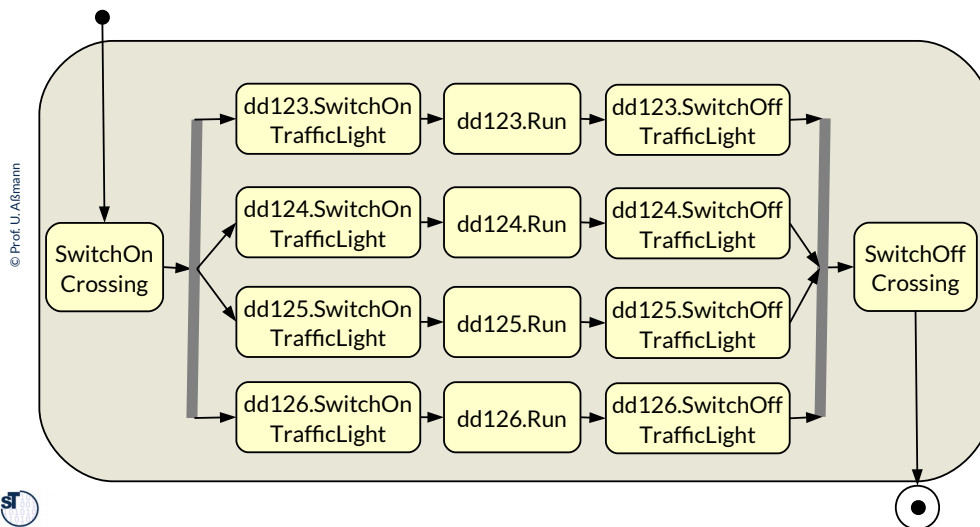 dd123.SwitchOn
TrafficLight
dd123.Run
dd123.SwitchOff
TrafficLight
dd124.SwitchOn
TrafficLight
dd124.Run
dd124.SwitchOff
TrafficLight
© Prof. U. Aßmann
SwitchOn
Crossing
SwitchOff
Crossing
dd125.SwitchOn
TrafficLight
dd125.Run
dd125.SwitchOff
TrafficLight
dd126.SwitchOn
TrafficLight
dd126.Run
dd126.SwitchOff
TrafficLight
ST